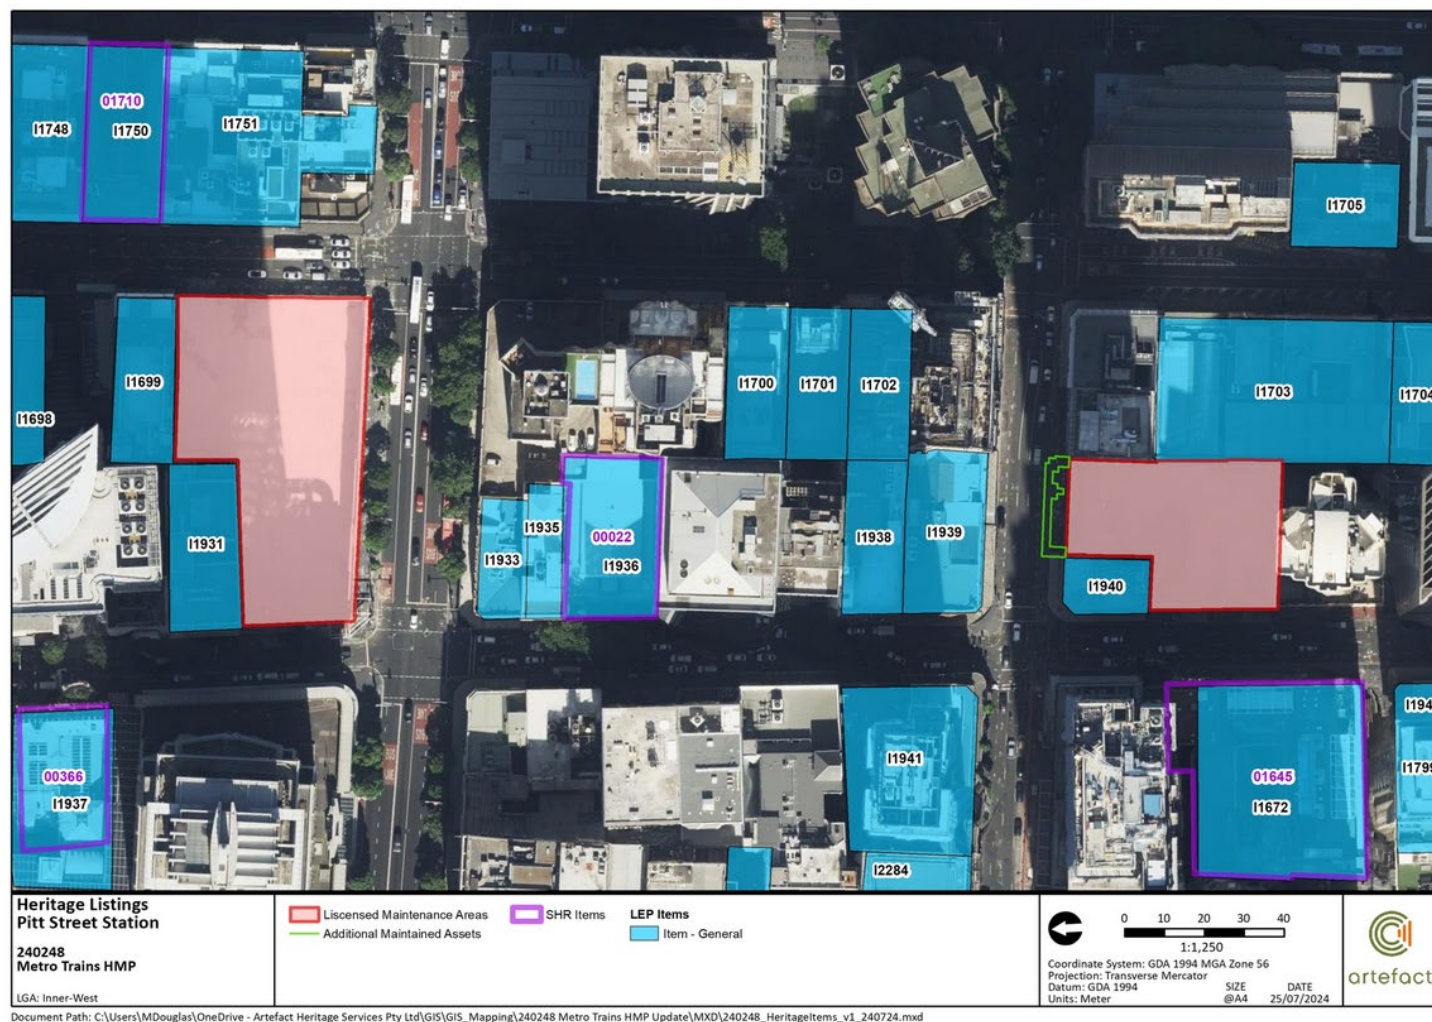 01710
I1748
I1750
I1751
I1705
I1699
I1698
I1700
I1701
I1702
I1703
I1704
I1931
I1933
I1935
00022
I1936
I1938
I1939
I1940
00366
I1937
I1941
I2284
01645
I1672
I194
I1799
Heritage Listings
Pitt Street Station
240248
Metro Trains HMP
LGA: Inner-West
Liscensed Maintenance Areas
Additional Maintained Assets
SHR Items
LEP Items
Item - General
0 10 20 30 40
1:1,250
Coordinate System: GDA 1994 MGA Zone 56
Projection: Transverse Mercator
Datum: GDA 1994
Units: Meter
SIZE
@A4
DATE
25/07/2024
artefact
Document Path: C:\Users\MDouglas\OneDrive - Artefact Heritage Services Pty Ltd\GIS\GIS_Mapping\240248 Metro Trains HMP Update\MXD\240248_HeritageItems_v1_240724.mxd